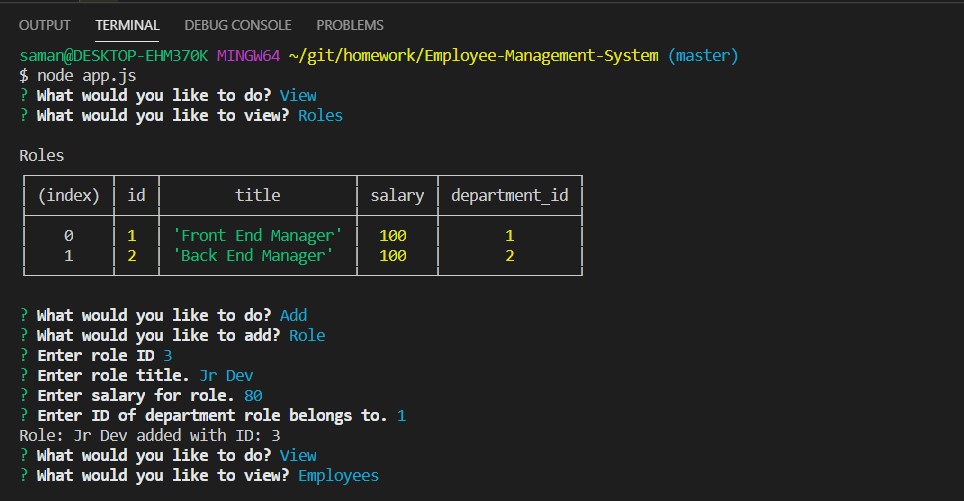 OUTPUT TERMINAL DEBUG CONSOLE PROBLEMS
saman@DESKTOP-EHM370K MINGW64 ~/git/homework/Employee-Management-System (master)
$ node app.js
? What would you like to do? View
? What would you like to view? Roles
Roles
(index) id title salary department_id
0 1 'Front End Manager' 100 1
1 2 'Back End Manager' 100 2
? What would you like to do? Add
? What would you like to add? Role
? Enter role ID 3
? Enter role title. Jr Dev
? Enter salary for role. 80
? Enter ID of department role belongs to. 1
Role: Jr Dev added with ID: 3
? What would you like to do? View
? What would you like to view? Employees